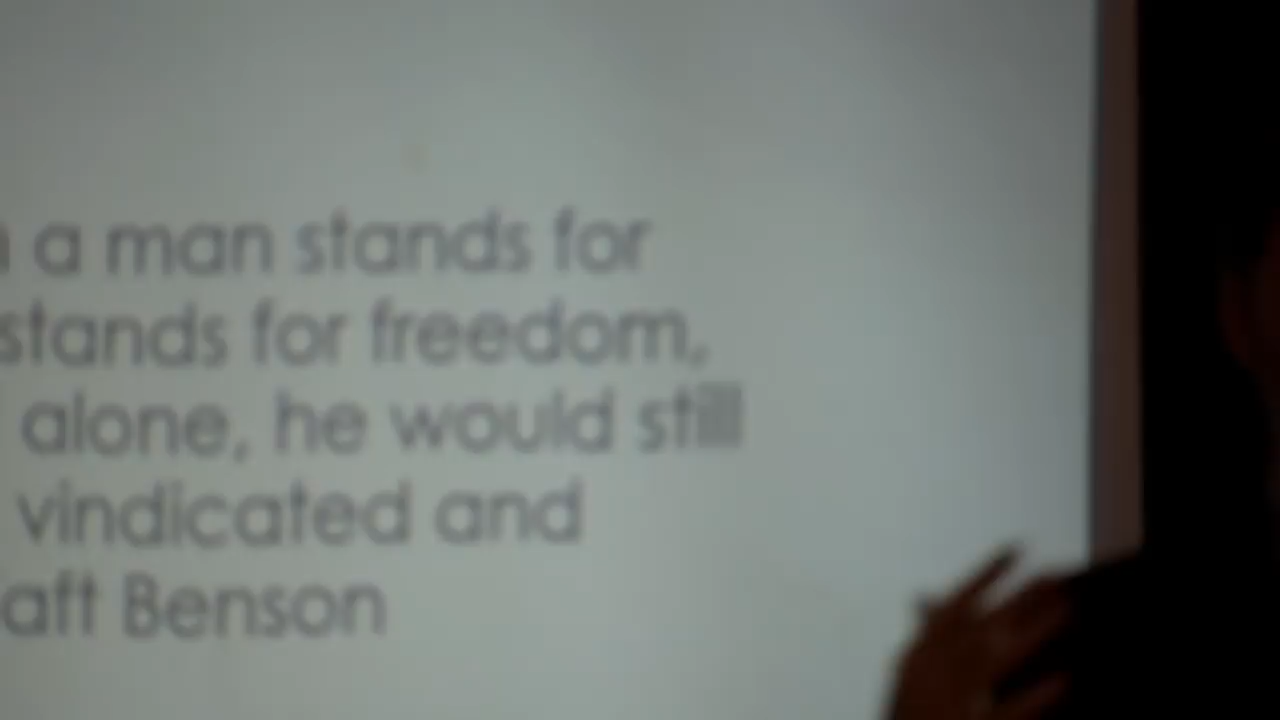 a man stands for
stands for freedom,
alone, he would still
vindicated and
aft Benson